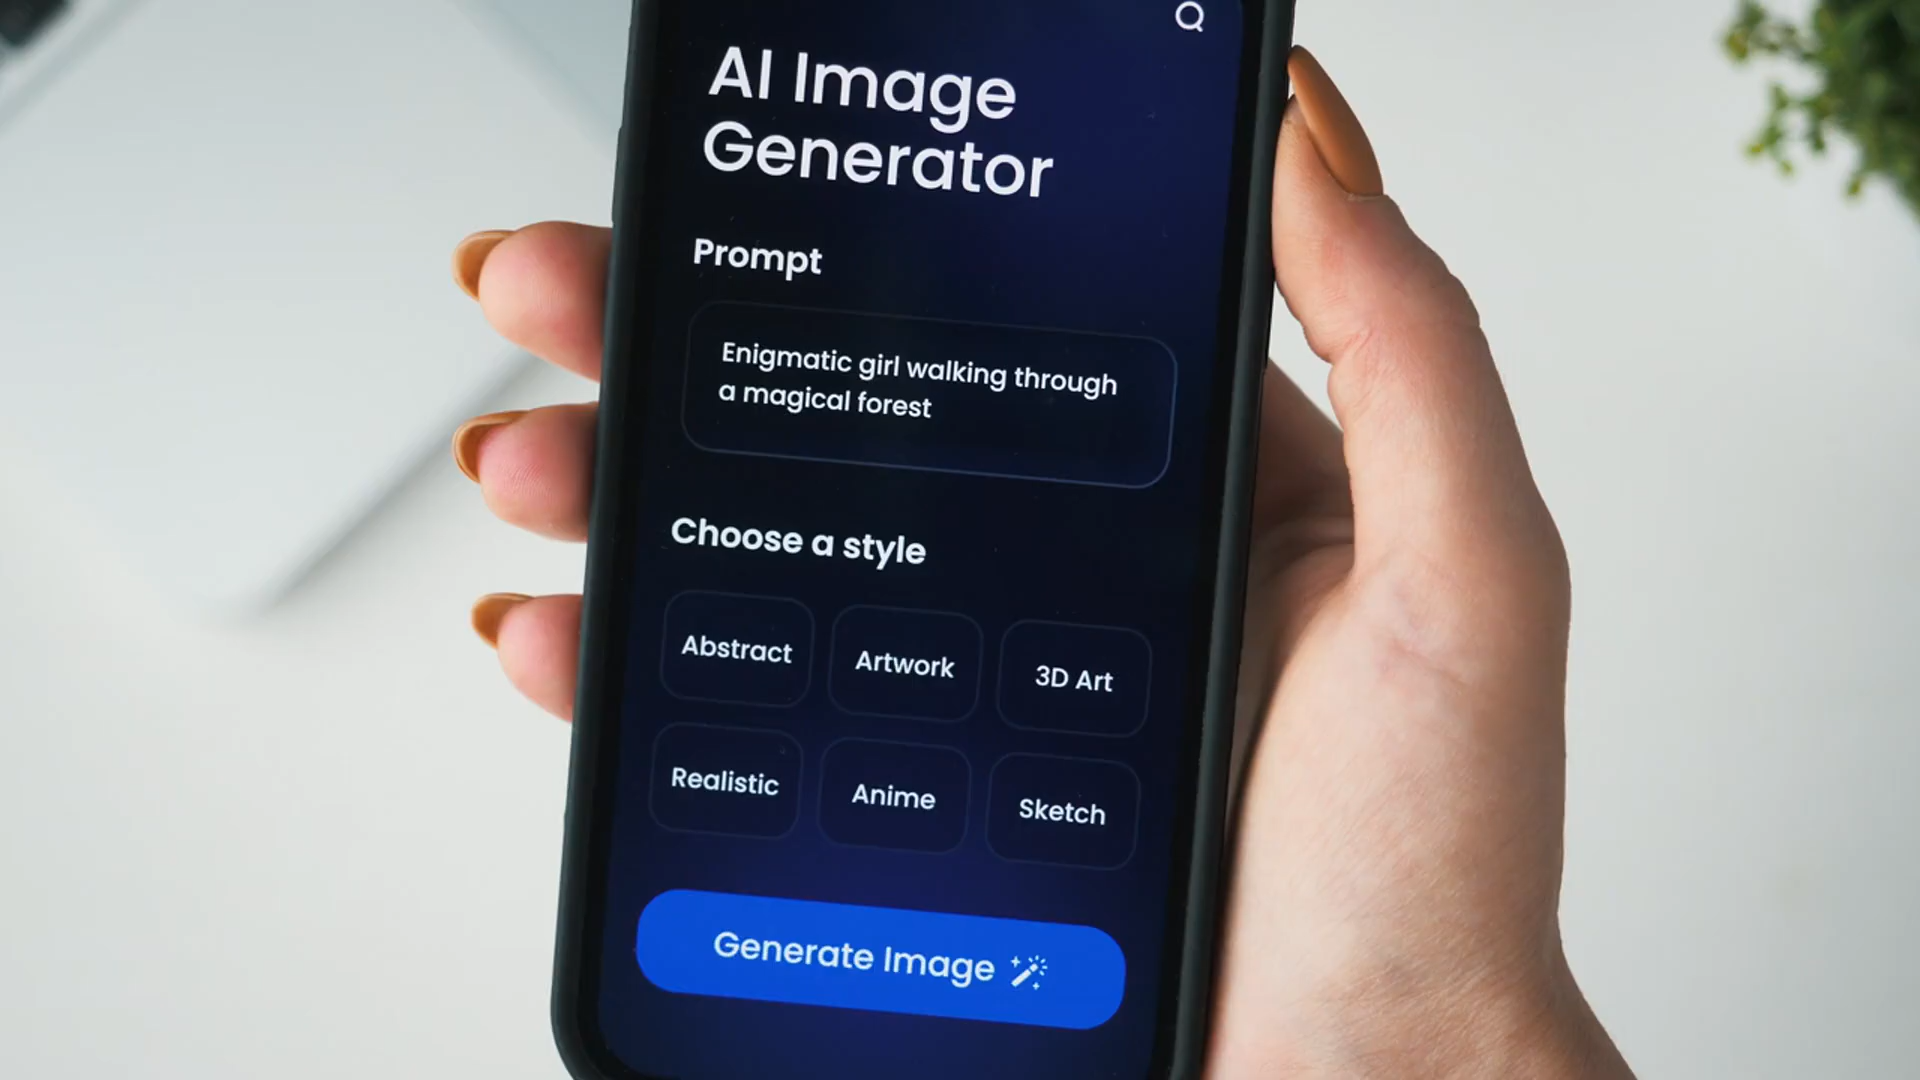 AI Image
Generator
Prompt
Enigmatic girl walking through
a magical forest
Choose a style
Abstract
Artwork
3D Art
Realistic
Anime
Sketch
Generate Image